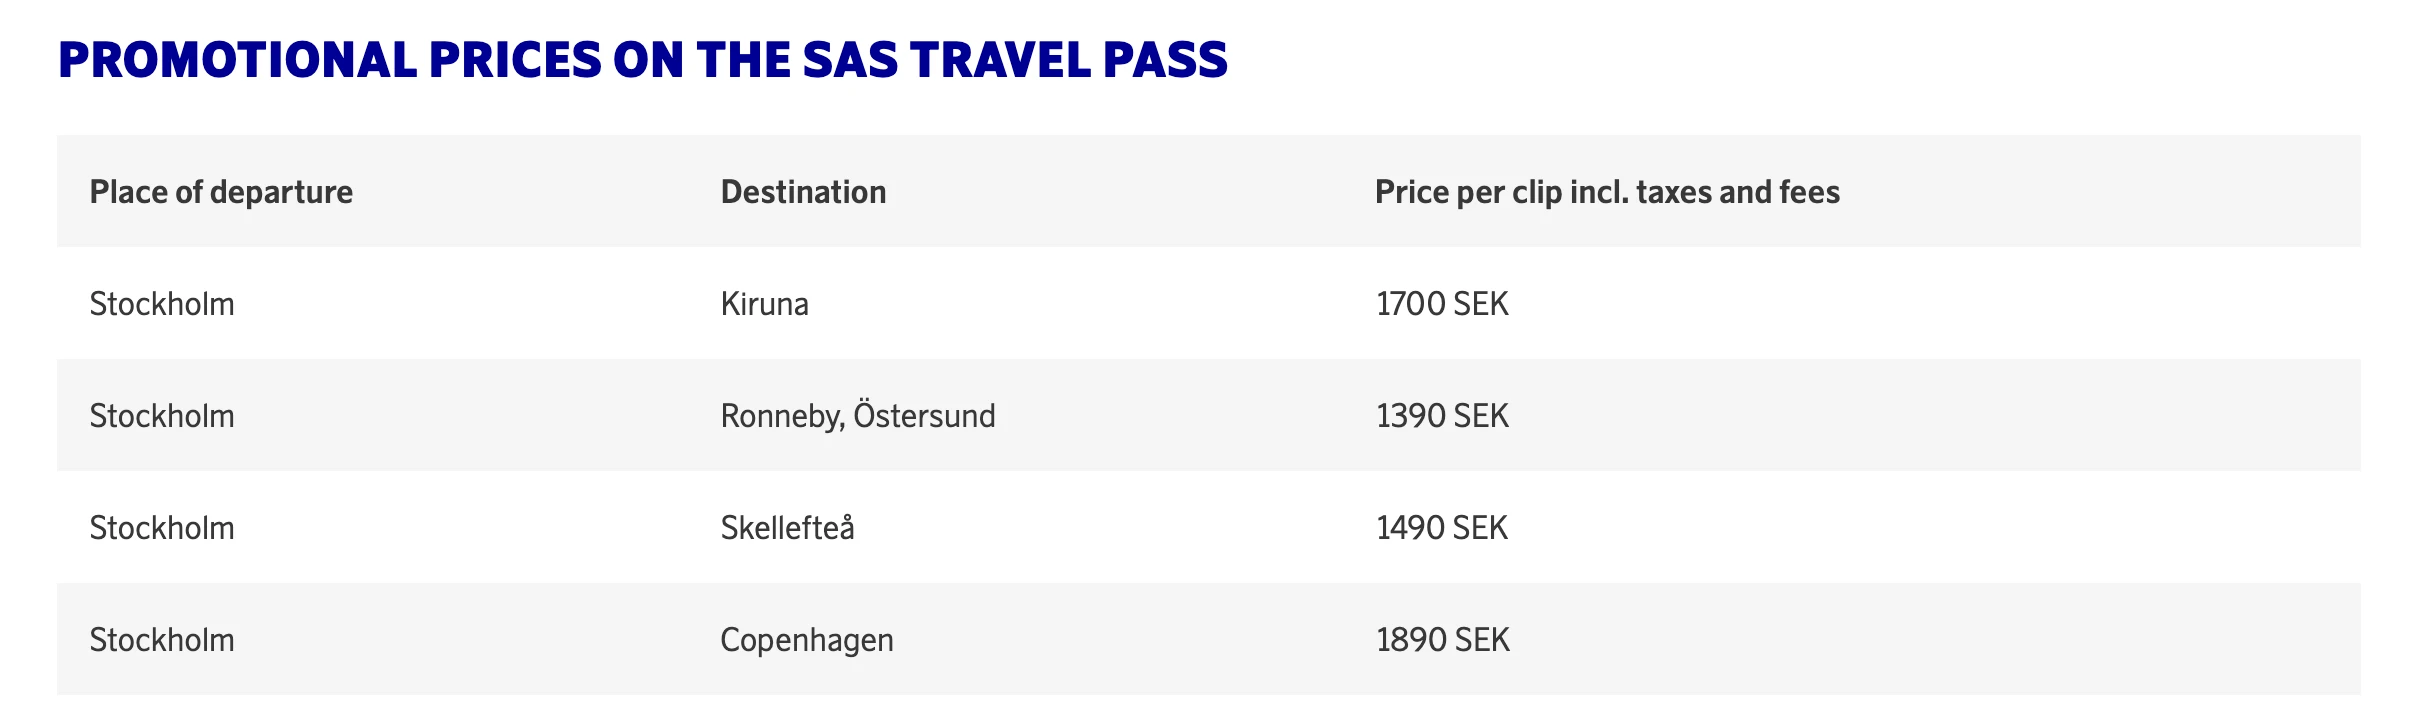 PROMOTIONAL PRICES ON THE SAS TRAVEL PASS
Place of departure Destination Price per clip incl. taxes and fees
Stockholm Kiruna 1700 SEK
Stockholm Ronneby, Östersund 1390 SEK
Stockholm Skellefteå 1490 SEK
Stockholm Copenhagen 1890 SEK